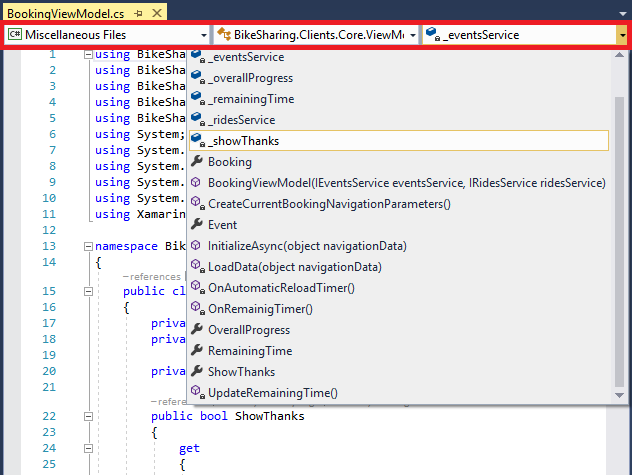 BookingViewModel.cs
C# Miscellaneous Files
BikeSharing.Clients.Core.ViewM
_eventsService
1 using BikeSha
2 using BikeSha
3 using BikeSha
4 using BikeSha
5 using BikeSha
6 using System;
7 using System.
8 using System.
9 using System.
10 using System.
11 using Xamarin
12
13 namespace Bik
14 {
references
15 public cl
16 {
17 priva
18 priva
19
20 priva
21
refere
22 public bool ShowThanks
23 {
24 get
25 {
_eventsService
_overallProgress
_remainingTime
_ridesService
_showThanks
Booking
BookingViewModel(IEventsService eventsService, IRidesService ridesService)
CreateCurrentBookingNavigationParameters()
Event
InitializeAsync(object navigationData)
LoadData(object navigationData)
OnAutomaticReloadTimer()
OnRemainigTimer()
OverallProgress
RemainingTime
ShowThanks
UpdateRemainingTime()